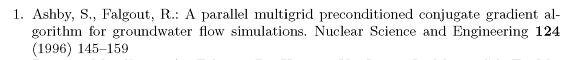 1. Ashby, S., Falgout, R.: A parallel multigrid preconditioned conjugate gradient al-
gorithm for groundwater flow simulations. Nuclear Science and Engineering 124
(1996) 145–159